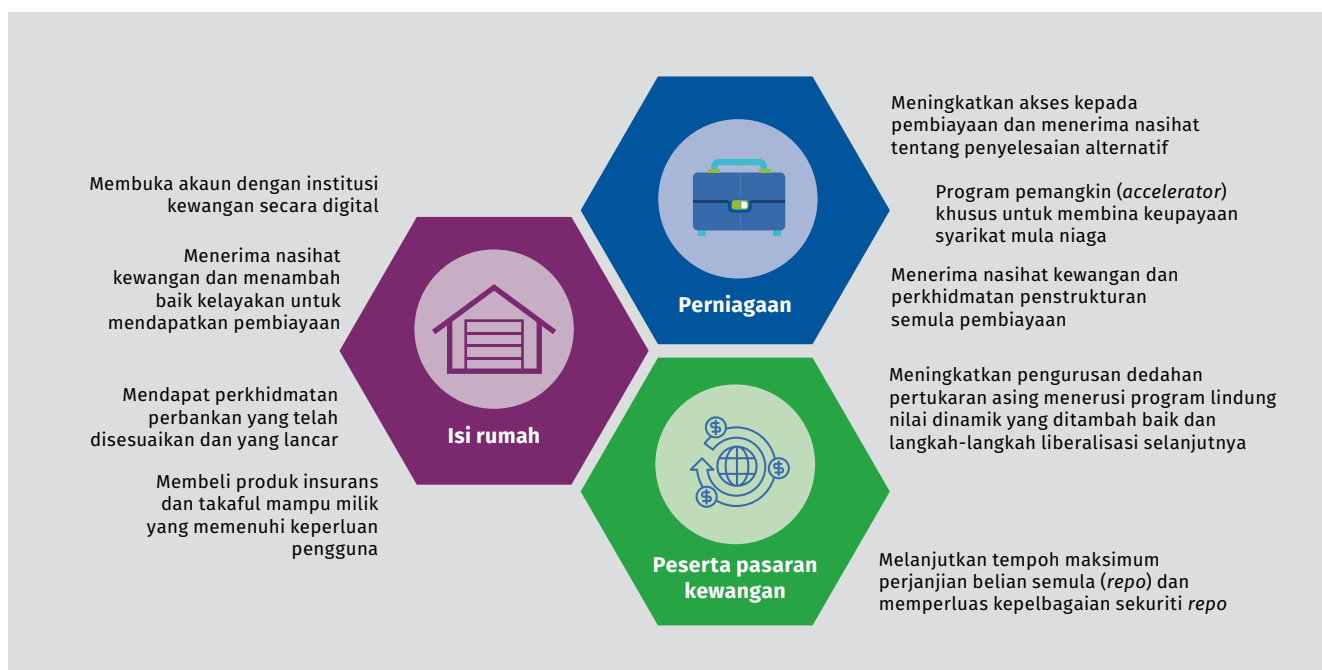 Membuka akaun dengan institusi
kewangan secara digital
Menerima nasihat
kewangan dan menambah
baik kelayakan untuk
mendapatkan pembiayaan
Mendapat perkhidmatan
perbankan yang telah
disesuaikan dan yang lancar
Membeli produk insurans
dan takaful mampu milik
yang memenuhi keperluan
pengguna
Isi rumah
Perniagaan
Meningkatkan akses kepada
pembiayaan dan menerima nasihat
tentang penyelesaian alternatif
Program pemangkin (accelerator)
khusus untuk membina keupayaan
syarikat mula niaga
Menerima nasihat kewangan dan
perkhidmatan penstrukturan
semula pembiayaan
$
$
$
Peserta pasaran
kewangan
Meningkatkan pengurusan dedahan
pertukaran asing menerusi program lindung
nilai dinamik yang ditambah baik dan
langkah-langkah liberalisasi selanjutnya
Melanjutkan tempoh maksimum
perjanjian belian semula (repo) dan
memperluas kepelbagaian sekuriti repo